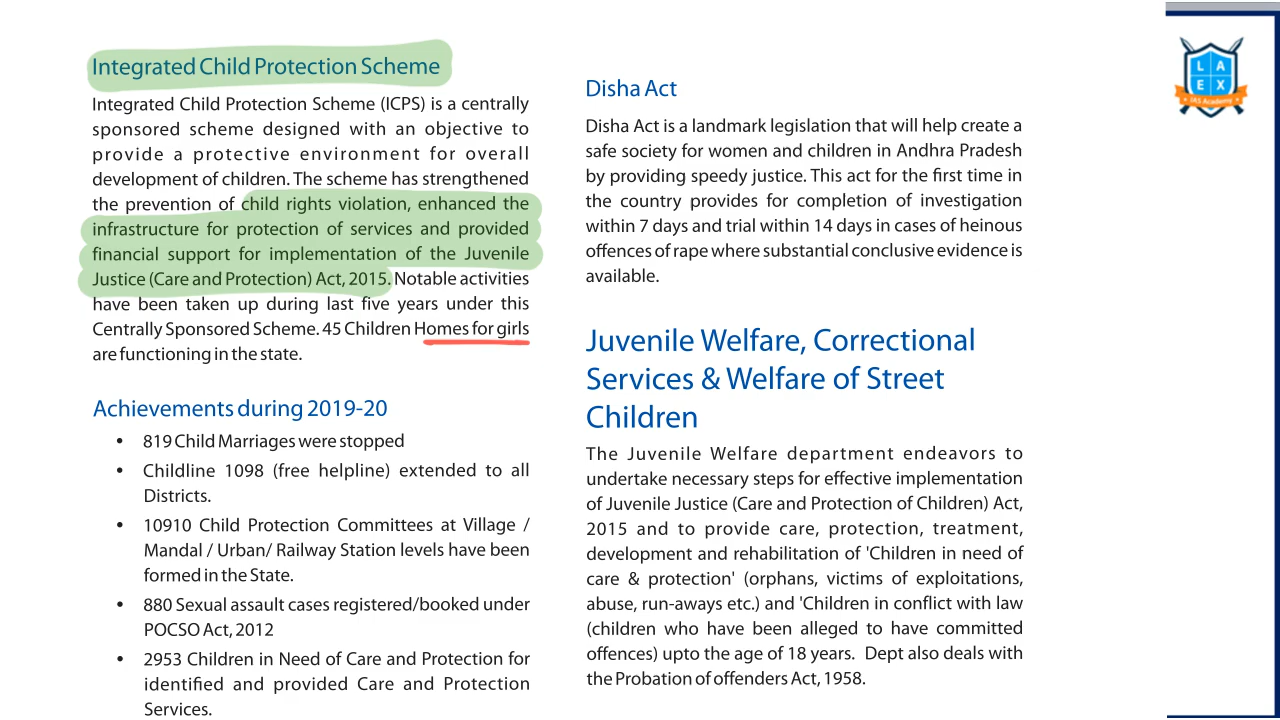 Integrated Child Protection Scheme
Integrated Child Protection Scheme (ICPS) is a centrally
sponsored scheme designed with an objective to
provide a protective environment for overall
development of children. The scheme has strengthened
the prevention of child rights violation, enhanced the
infrastructure for protection of services and provided
financial support for implementation of the Juvenile
Justice (Care and Protection) Act, 2015. Notable activities
have been taken up during last five years under this
Centrally Sponsored Scheme. 45 Children Homes for girls
are functioning in the state.
Achievements during 2019-20
• 819 Child Marriages were stopped
• Childline 1098 (free helpline) extended to all
Districts.
• 10910 Child Protection Committees at Village /
Mandal / Urban/ Railway Station levels have been
formed in the State.
• 880 Sexual assault cases registered/booked under
POCSO Act, 2012
• 2953 Children in Need of Care and Protection for
identified and provided Care and Protection
Services.
Disha Act
Disha Act is a landmark legislation that will help create a
safe society for women and children in Andhra Pradesh
by providing speedy justice. This act for the first time in
the country provides for completion of investigation
within 7 days and trial within 14 days in cases of heinous
offences of rape where substantial conclusive evidence is
available.
Juvenile Welfare, Correctional
Services & Welfare of Street
Children
The Juvenile Welfare department endeavors to
undertake necessary steps for effective implementation
of Juvenile Justice (Care and Protection of Children) Act,
2015 and to provide care, protection, treatment,
development and rehabilitation of 'Children in need of
care & protection' (orphans, victims of exploitations,
abuse, run-aways etc.) and 'Children in conflict with law
(children who have been alleged to have committed
offences) upto the age of 18 years. Dept also deals with
the Probation of offenders Act, 1958.
L A
E X
IAS Academy